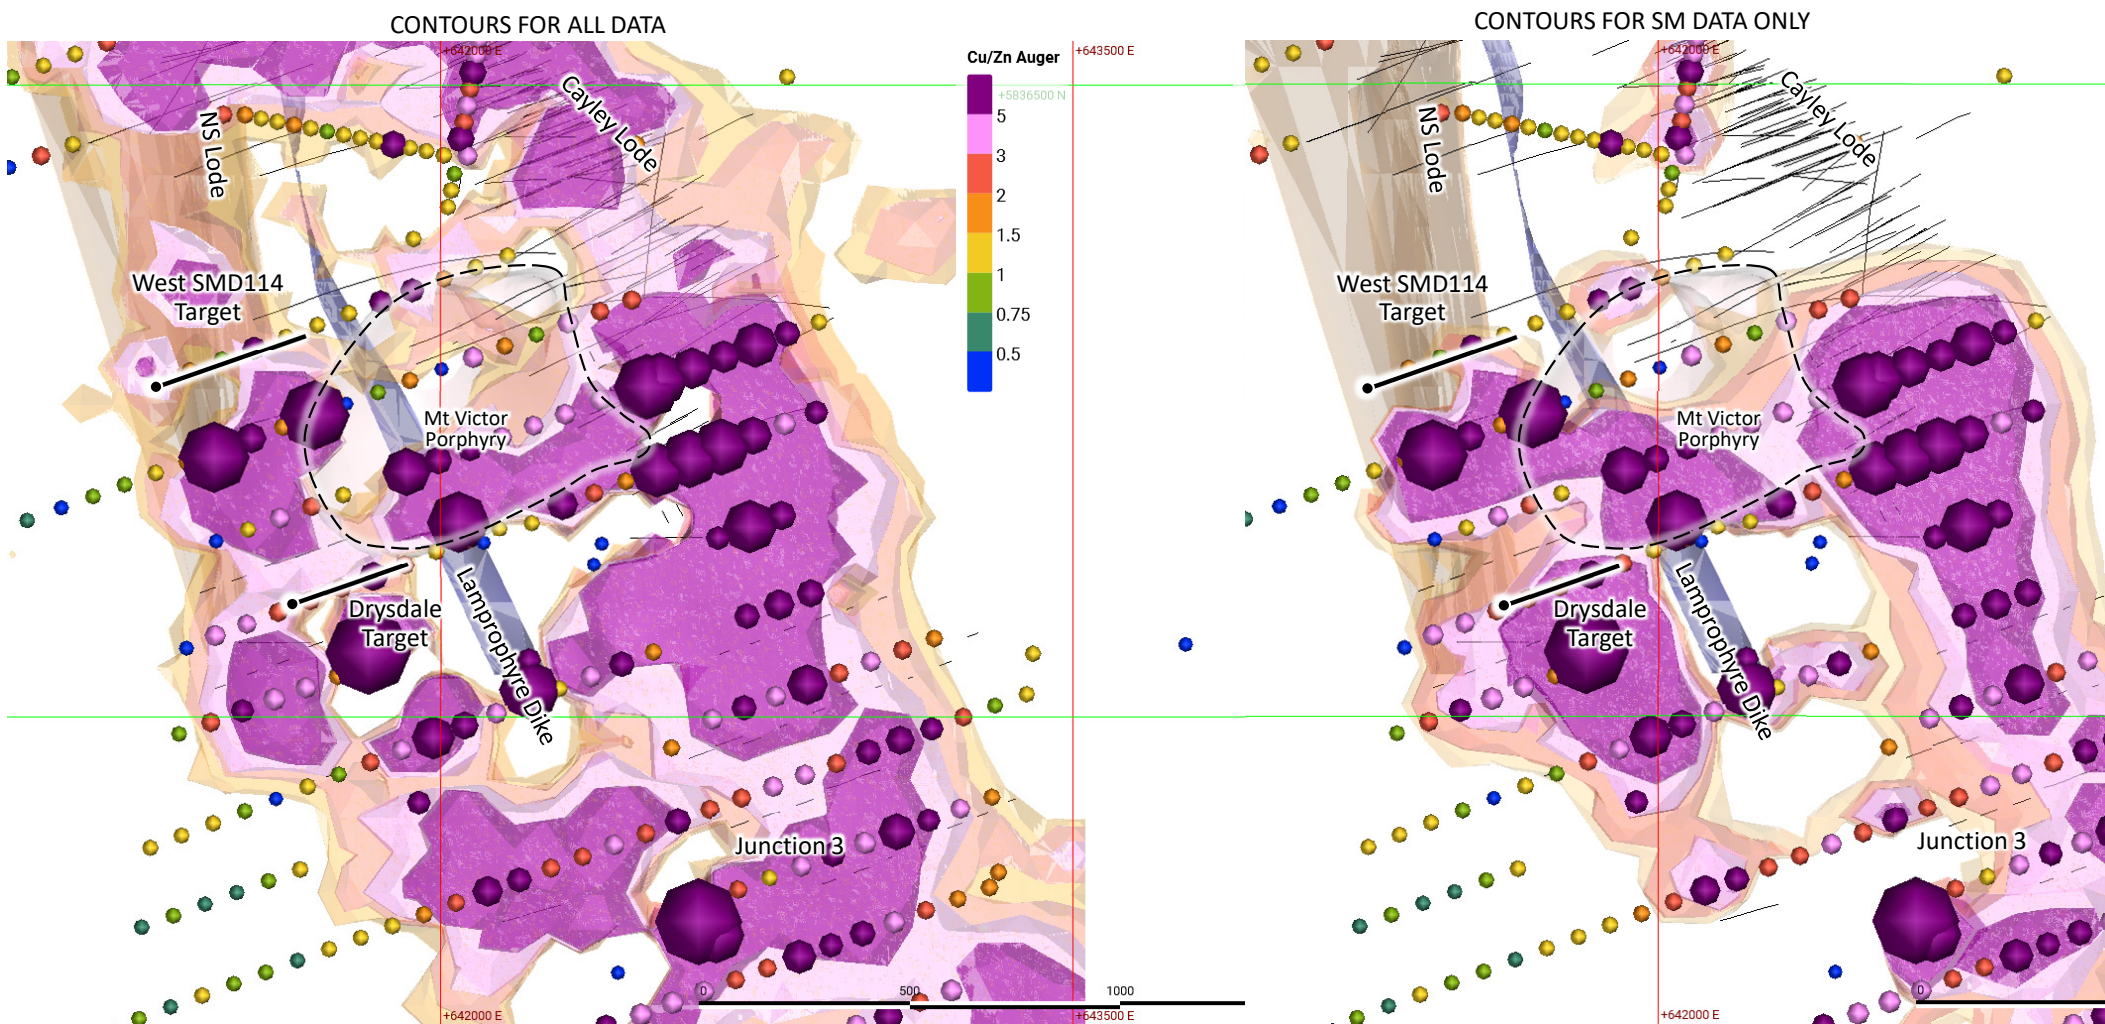 CONTOURS FOR ALL DATA
CONTOURS FOR SM DATA ONLY
+642000 E
+643500 E
+642000 E
Cu/Zn Auger
+5836500 N
5
3
2
1.5
1
0.75
0.5
NS Lode
Cayley Lode
West SMD114
Target
Mt Victor
Porphyry
Drysdale
Target
Lamprophyre Dike
Junction 3
0
500
1000
+642000 E
+643500 E
NS Lode
Cayley Lode
West SMD114
Target
Mt Victor
Porphyry
Drysdale
Target
Lamprophyre Dike
Junction 3
0
+642000 E